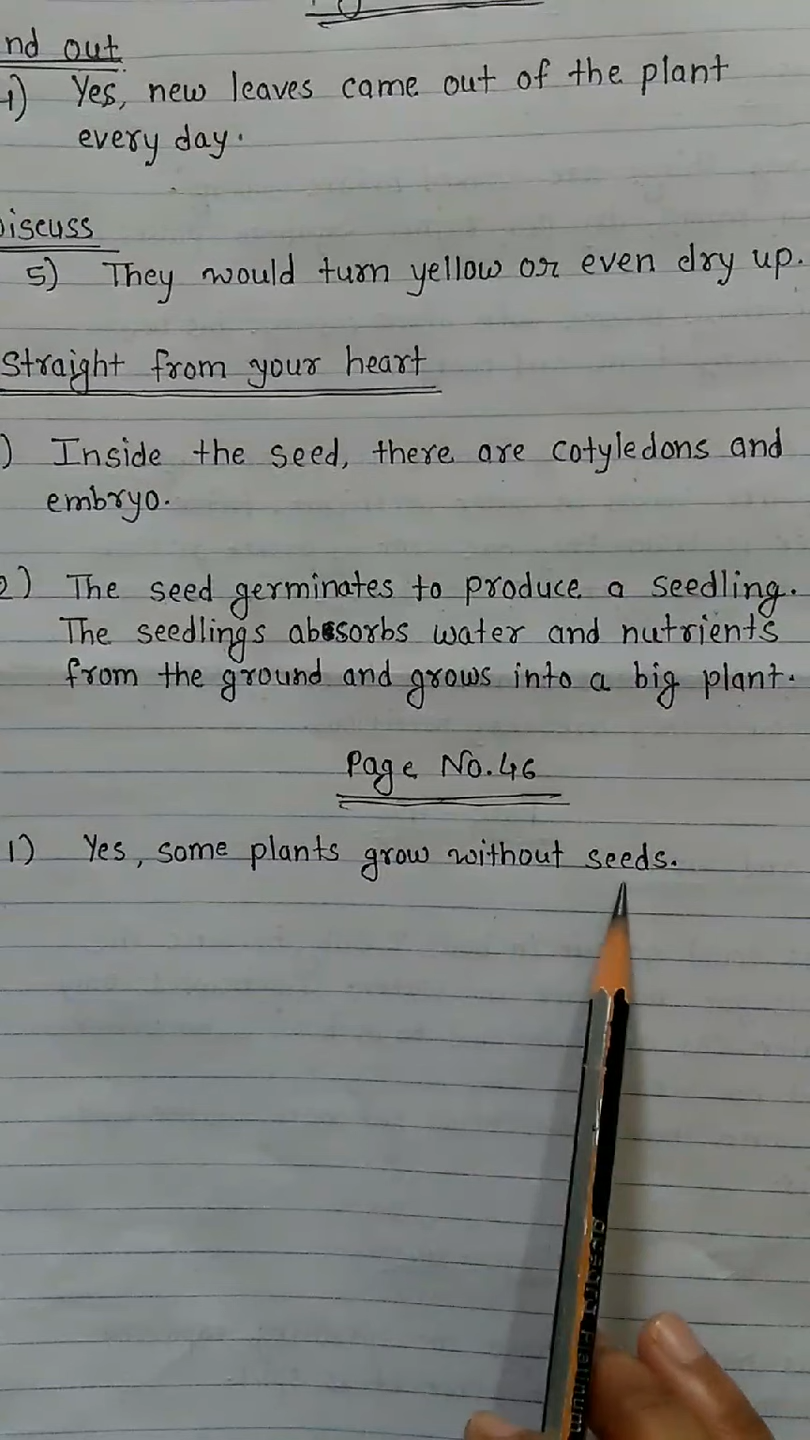 nd out
4) Yes, new leaves came out of the plant
every day.
Discuss
5) They would turn yellow or even dry up.
Straight from your heart
) Inside the seed, there are cotyledons and
embryo.
2) The seed germinates to produce a seedling.
The seedlings absorbs water and nutrients
from the ground and grows into a big plant.
Page No.46
1) Yes, some plants grow without seeds.
Platinum